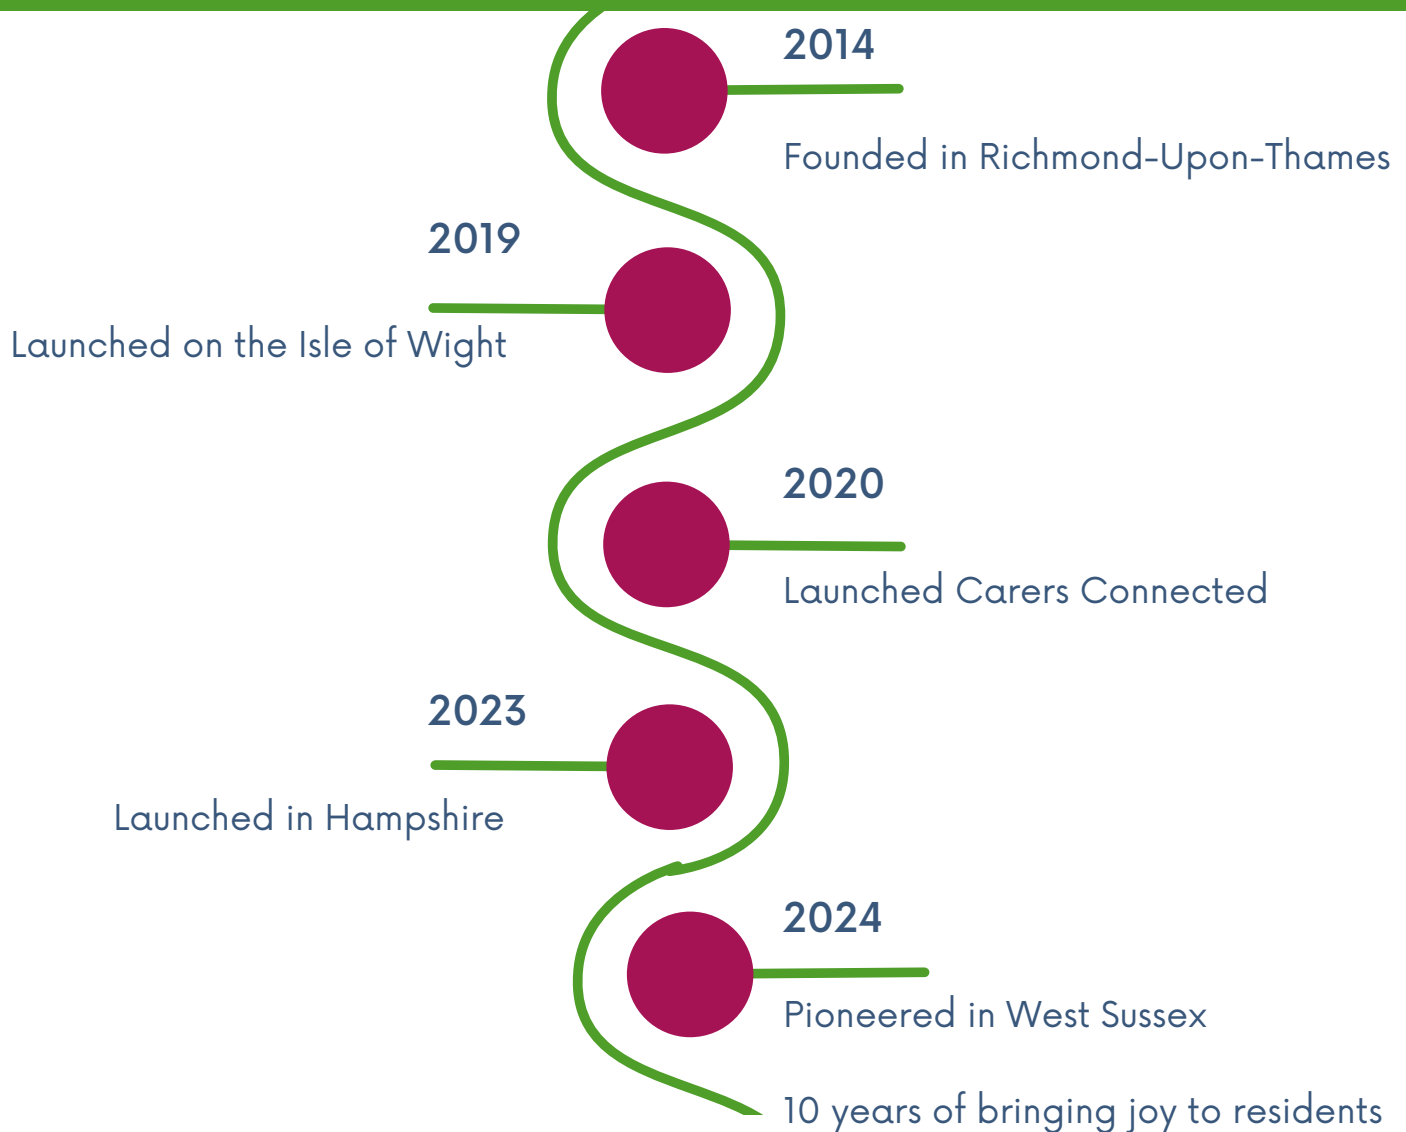 2014
Founded in Richmond-Upon-Thames
2019
Launched on the Isle of Wight
2020
Launched Carers Connected
2023
Launched in Hampshire
2024
Pioneered in West Sussex
10 years of bringing joy to residents